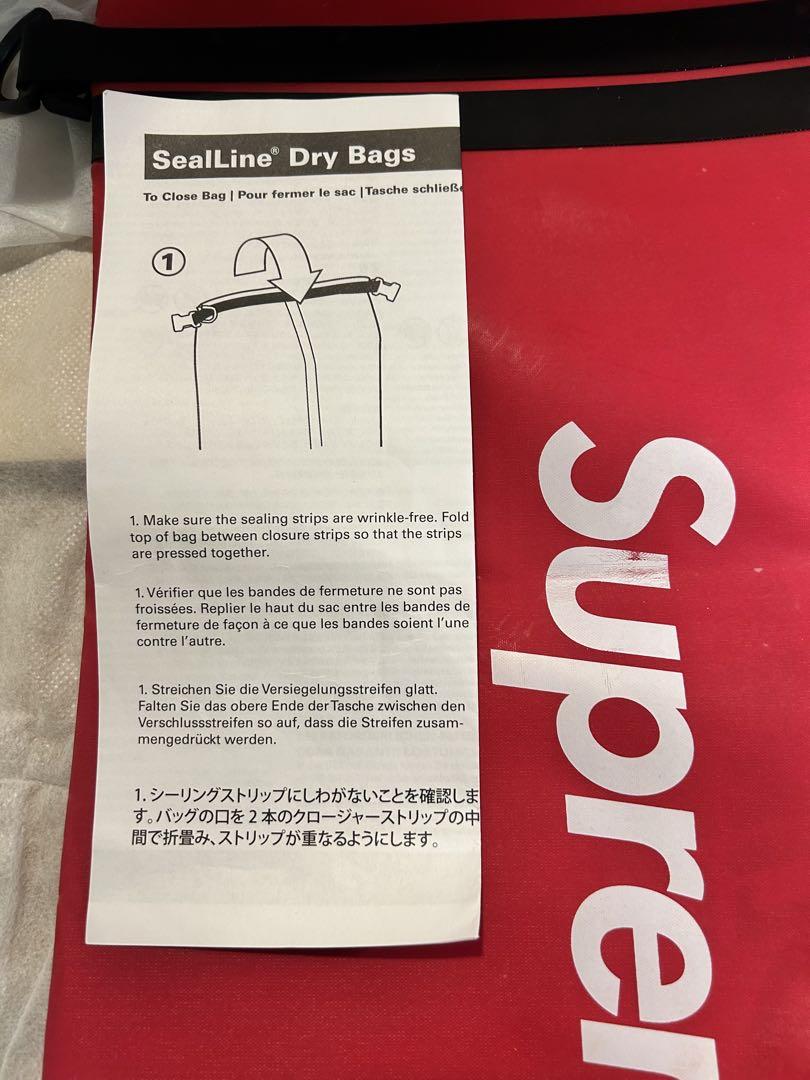 SealLine® Dry Bags
To Close Bag | Pour fermer le sac | Tasche schließe
1
1. Make sure the sealing strips are wrinkle-free. Fold
top of bag between closure strips so that the strips
are pressed together.
1. Vérifier que les bandes de fermeture ne sont pas
froissées. Replier le haut du sac entre les bandes de
fermeture de façon à ce que les bandes soient l'une
contre l'autre.
1. Streichen Sie die Versiegelungsstreifen glatt.
Falten Sie das obere Ende der Tasche zwischen den
Verschlussstreifen so auf, dass die Streifen zusam-
mengedrückt werden.
1. シーリングストリップにしわがないことを確認しま
す。バッグの口を2本のクロージャーストリップの中
間で折畳み、ストリップが重なるようにします。
Suprem